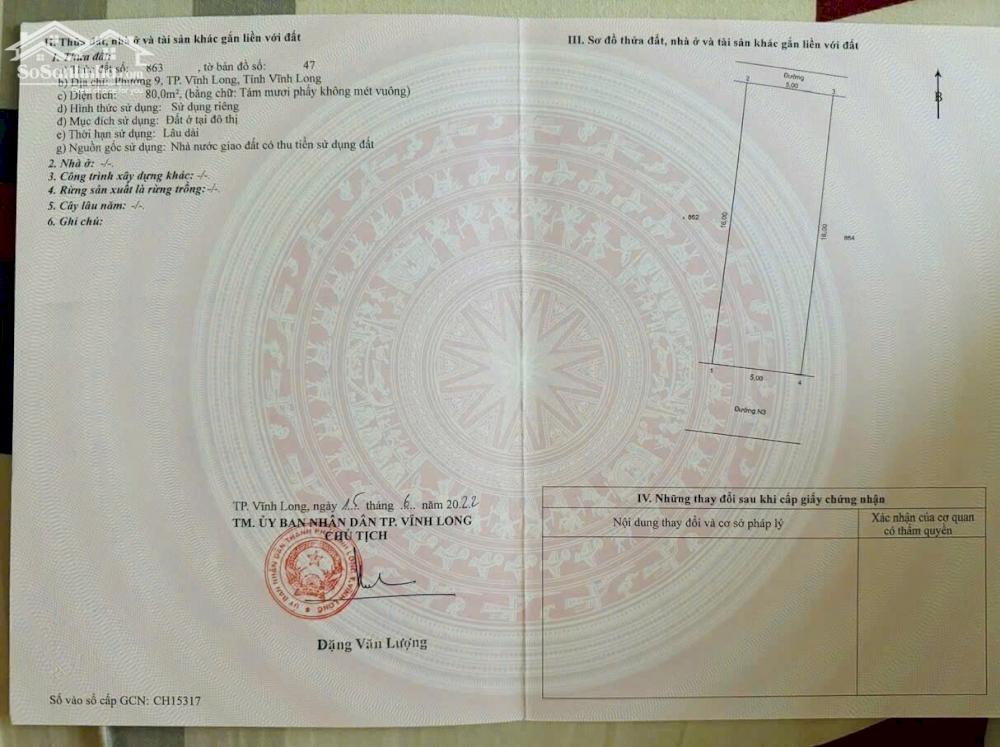 SoSanNha.com
II. Thửa đất, nhà ở và tài sản khác gắn liền với đất
1. Thửa đất:
Thửa đất số: 863 , tờ bản đồ số: 47
b) Địa chỉ: Phường 9, TP. Vĩnh Long, Tỉnh Vĩnh Long
c) Diện tích: 80,0m², (bằng chữ: Tám mươi phẩy không mét vuông)
d) Hình thức sử dụng: Sử dụng riêng
đ) Mục đích sử dụng: Đất ở tại đô thị
e) Thời hạn sử dụng: Lâu dài
g) Nguồn gốc sử dụng: Nhà nước giao đất có thu tiền sử dụng đất
2. Nhà ở: -/-.
3. Công trình xây dựng khác: -/-.
4. Rừng sản xuất là rừng trồng: -/-.
5. Cây lâu năm: -/-.
6. Ghi chú:
TP. Vĩnh Long, ngày 15 tháng 6 năm 2022
TM. ỦY BAN NHÂN DÂN TP. VĨNH LONG
CHỦ TỊCH
Đặng Văn Lượng
Số vào sổ cấp GCN: CH15317
III. Sơ đồ thửa đất, nhà ở và tài sản khác gắn liền với đất
Đường
2 5,00 3
B
862
16,00
16,00
864
1 5,00 4
Đường N3
IV. Những thay đổi sau khi cấp giấy chứng nhận
Nội dung thay đổi và cơ sở pháp lý
Xác nhận của cơ quan
có thẩm quyền